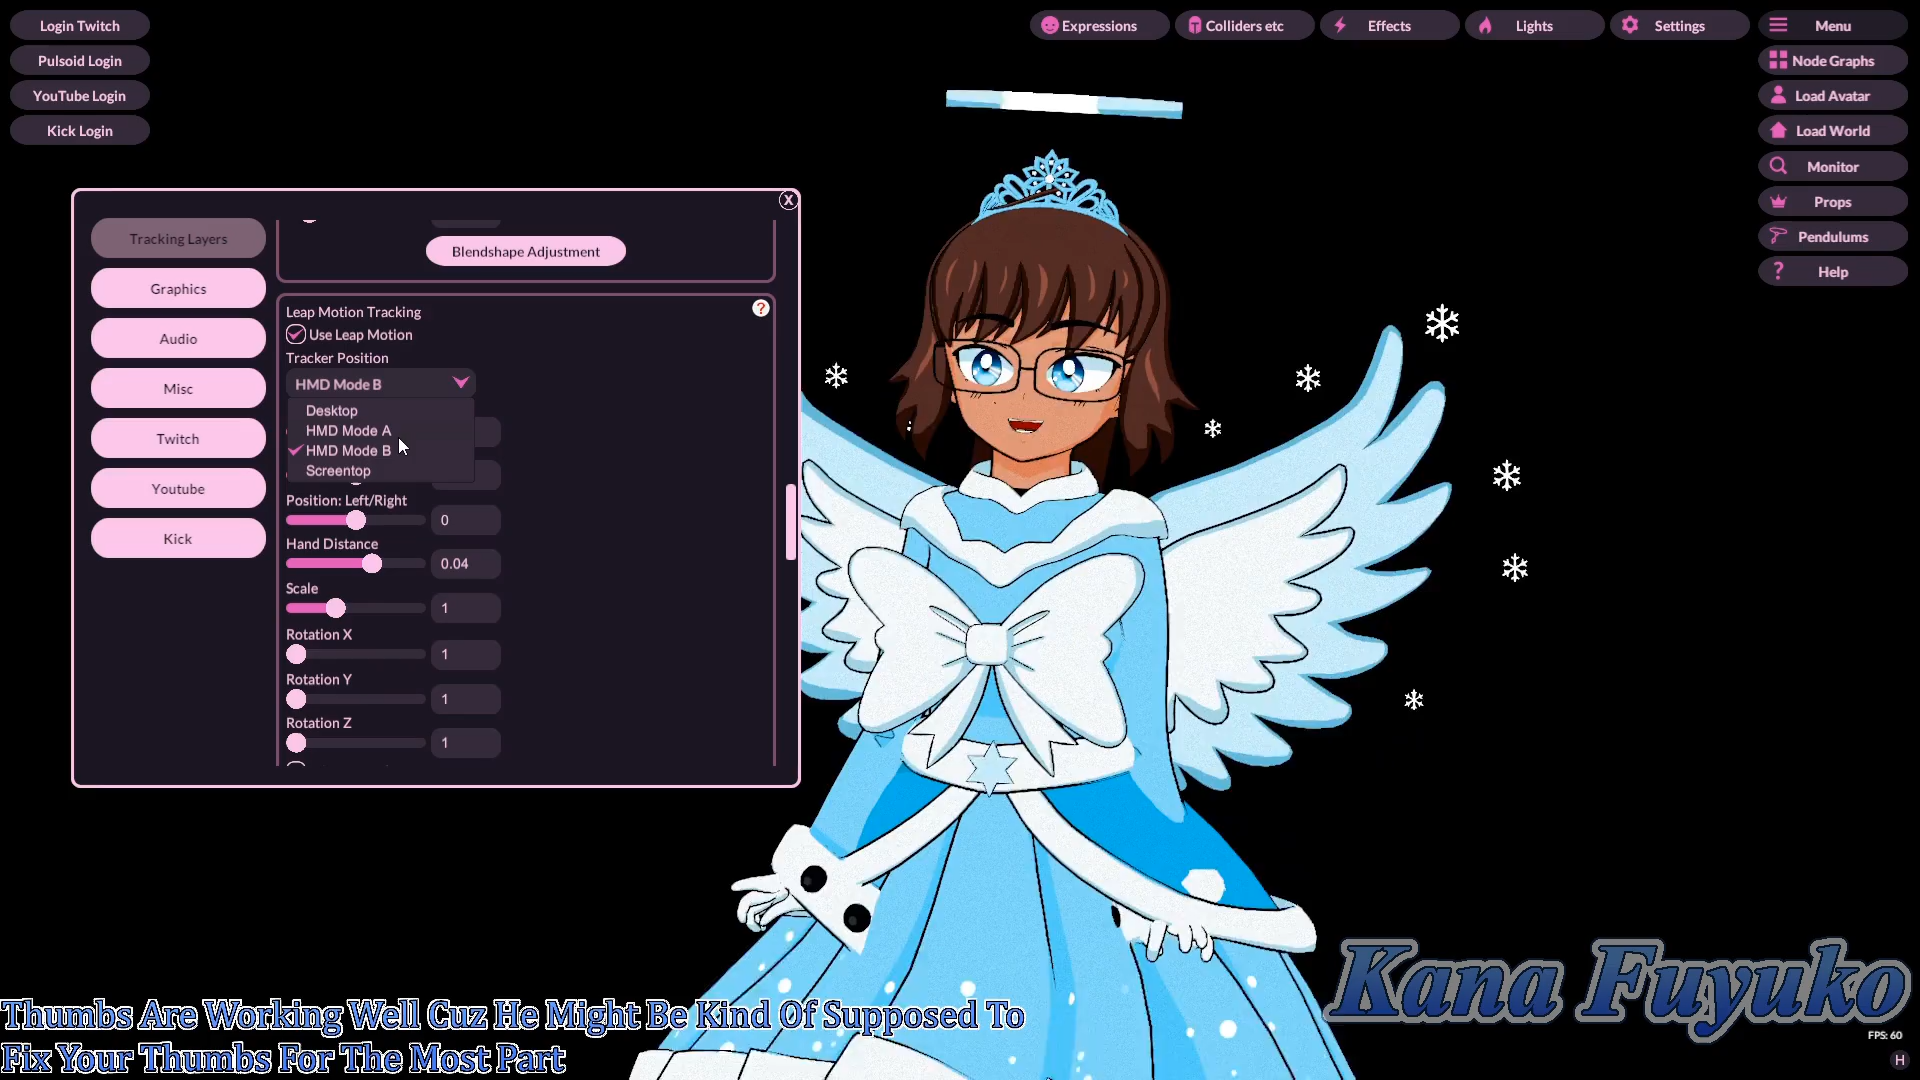 Login Twitch
Pulsoid Login
YouTube Login
Kick Login
Expressions
Colliders etc
Effects
Lights
Settings
Menu
Node Graphs
Load Avatar
Load World
Monitor
Props
Pendulums
? Help
X
Tracking Layers
Graphics
Audio
Misc
Twitch
Youtube
Kick
Blendshape Adjustment
Leap Motion Tracking
?
Use Leap Motion
Tracker Position
HMD Mode B
Desktop
HMD Mode A
HMD Mode B
Screentop
Position: Left/Right
0
Hand Distance
0.04
Scale
1
Rotation X
1
Rotation Y
1
Rotation Z
1
Kana Fuyuko
Thumbs Are Working Well Cuz He Might Be Kind Of Supposed To
Fix Your Thumbs For The Most Part
FPS: 60
H